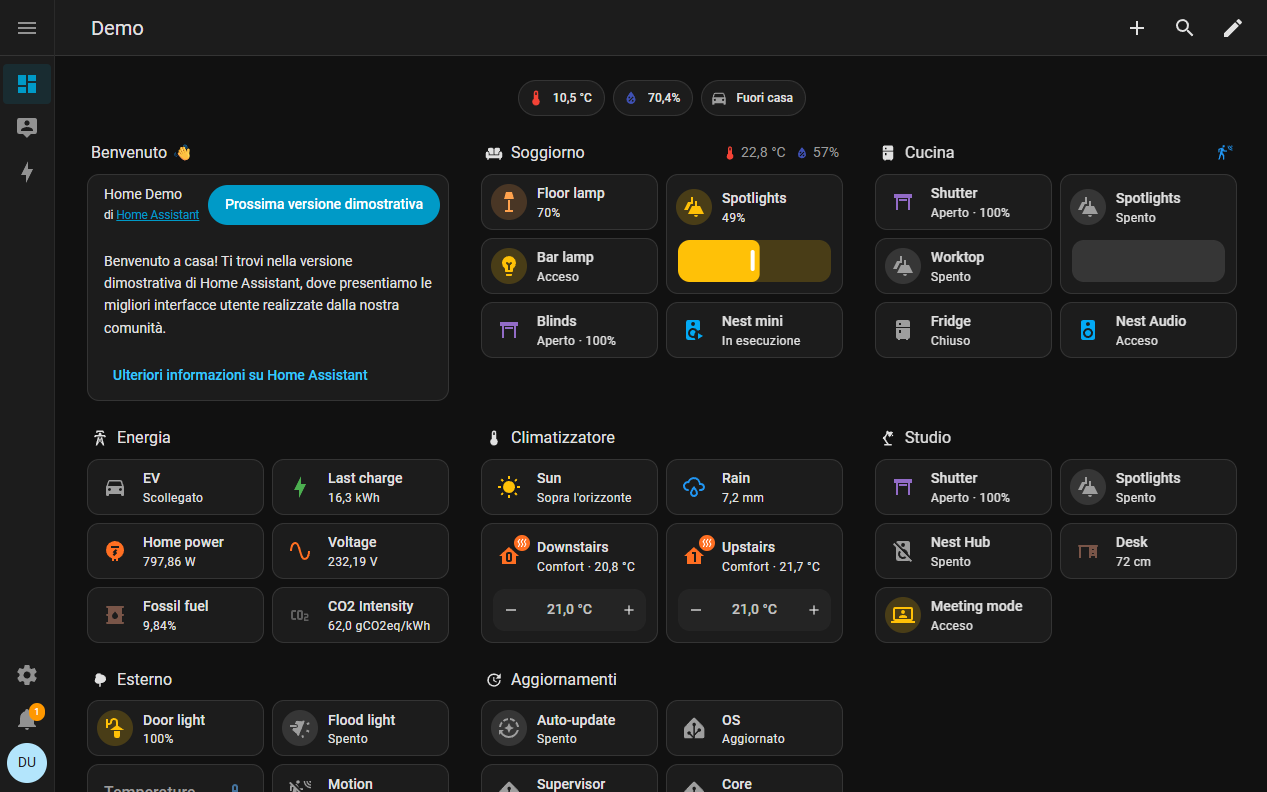 Demo
10,5 °C
70,4%
Fuori casa
Benvenuto 👋
Home Demo
di Home Assistant
Prossima versione dimostrativa
Benvenuto a casa! Ti trovi nella versione
dimostrativa di Home Assistant, dove presentiamo le
migliori interfacce utente realizzate dalla nostra
comunità.
Ulteriori informazioni su Home Assistant
Soggiorno
22,8 °C
57%
Floor lamp
70%
Spotlights
49%
Bar lamp
Acceso
Blinds
Aperto · 100%
Nest mini
In esecuzione
Cucina
Shutter
Aperto · 100%
Spotlights
Spento
Worktop
Spento
Fridge
Chiuso
Nest Audio
Acceso
Energia
EV
Scollegato
Last charge
16,3 kWh
Home power
797,86 W
Voltage
232,19 V
Fossil fuel
9,84%
CO2
CO2 Intensity
62,0 gCO2eq/kWh
Climatizzatore
Sun
Sopra l'orizzonte
Rain
7,2 mm
0
Downstairs
Comfort · 20,8 °C
− 21,0 °C +
1
Upstairs
Comfort · 21,7 °C
− 21,0 °C +
Studio
Shutter
Aperto · 100%
Spotlights
Spento
Nest Hub
Spento
Desk
72 cm
Meeting mode
Acceso
Esterno
Door light
100%
Flood light
Spento
Temperature
Motion
Aggiornamenti
Auto-update
Spento
OS
Aggiornato
Supervisor
Core
1
DU